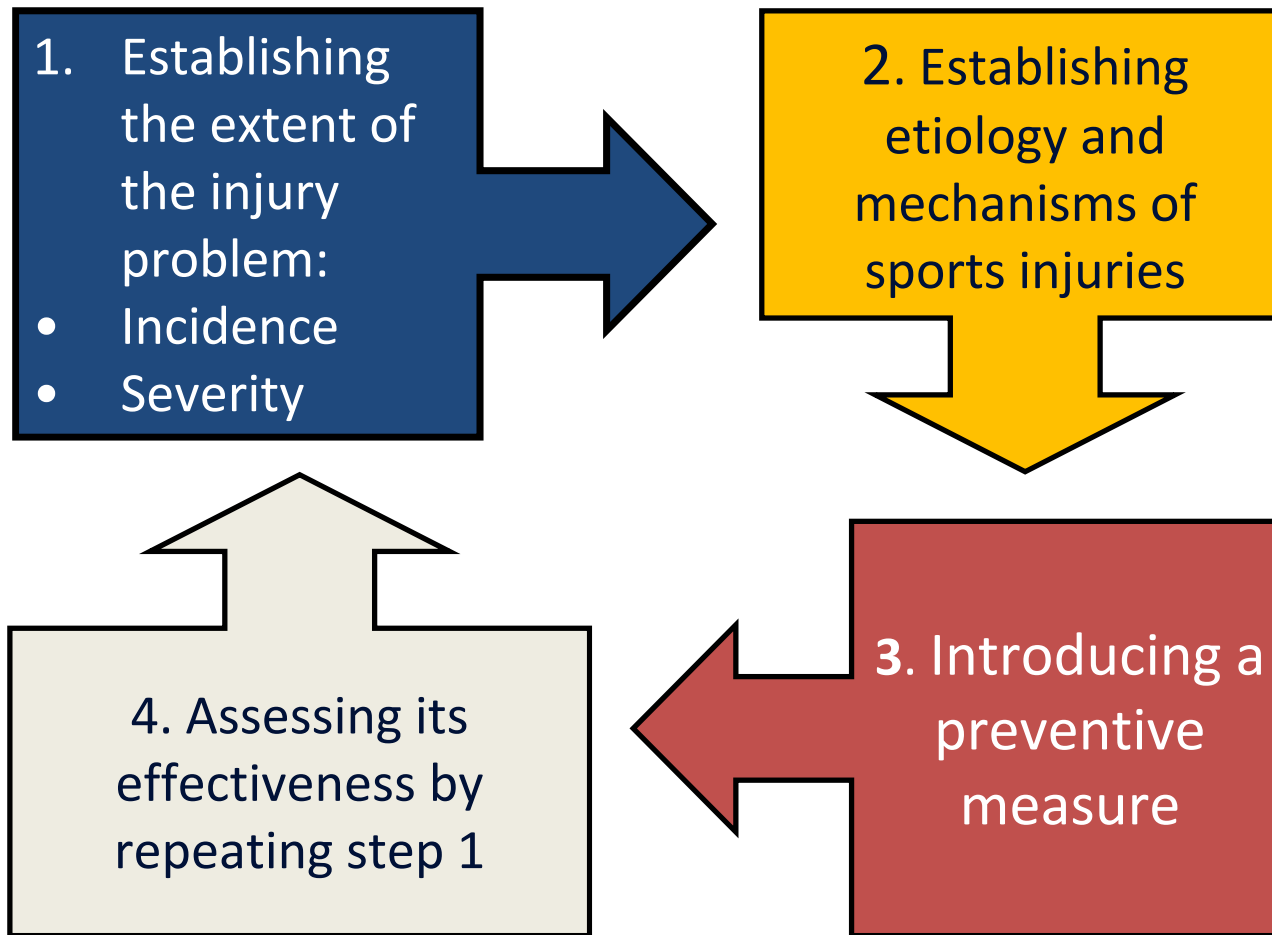 1. Establishing
the extent of
the injury
problem:
• Incidence
• Severity
2. Establishing
etiology and
mechanisms of
sports injuries
3. Introducing a
preventive
measure
4. Assessing its
effectiveness by
repeating step 1